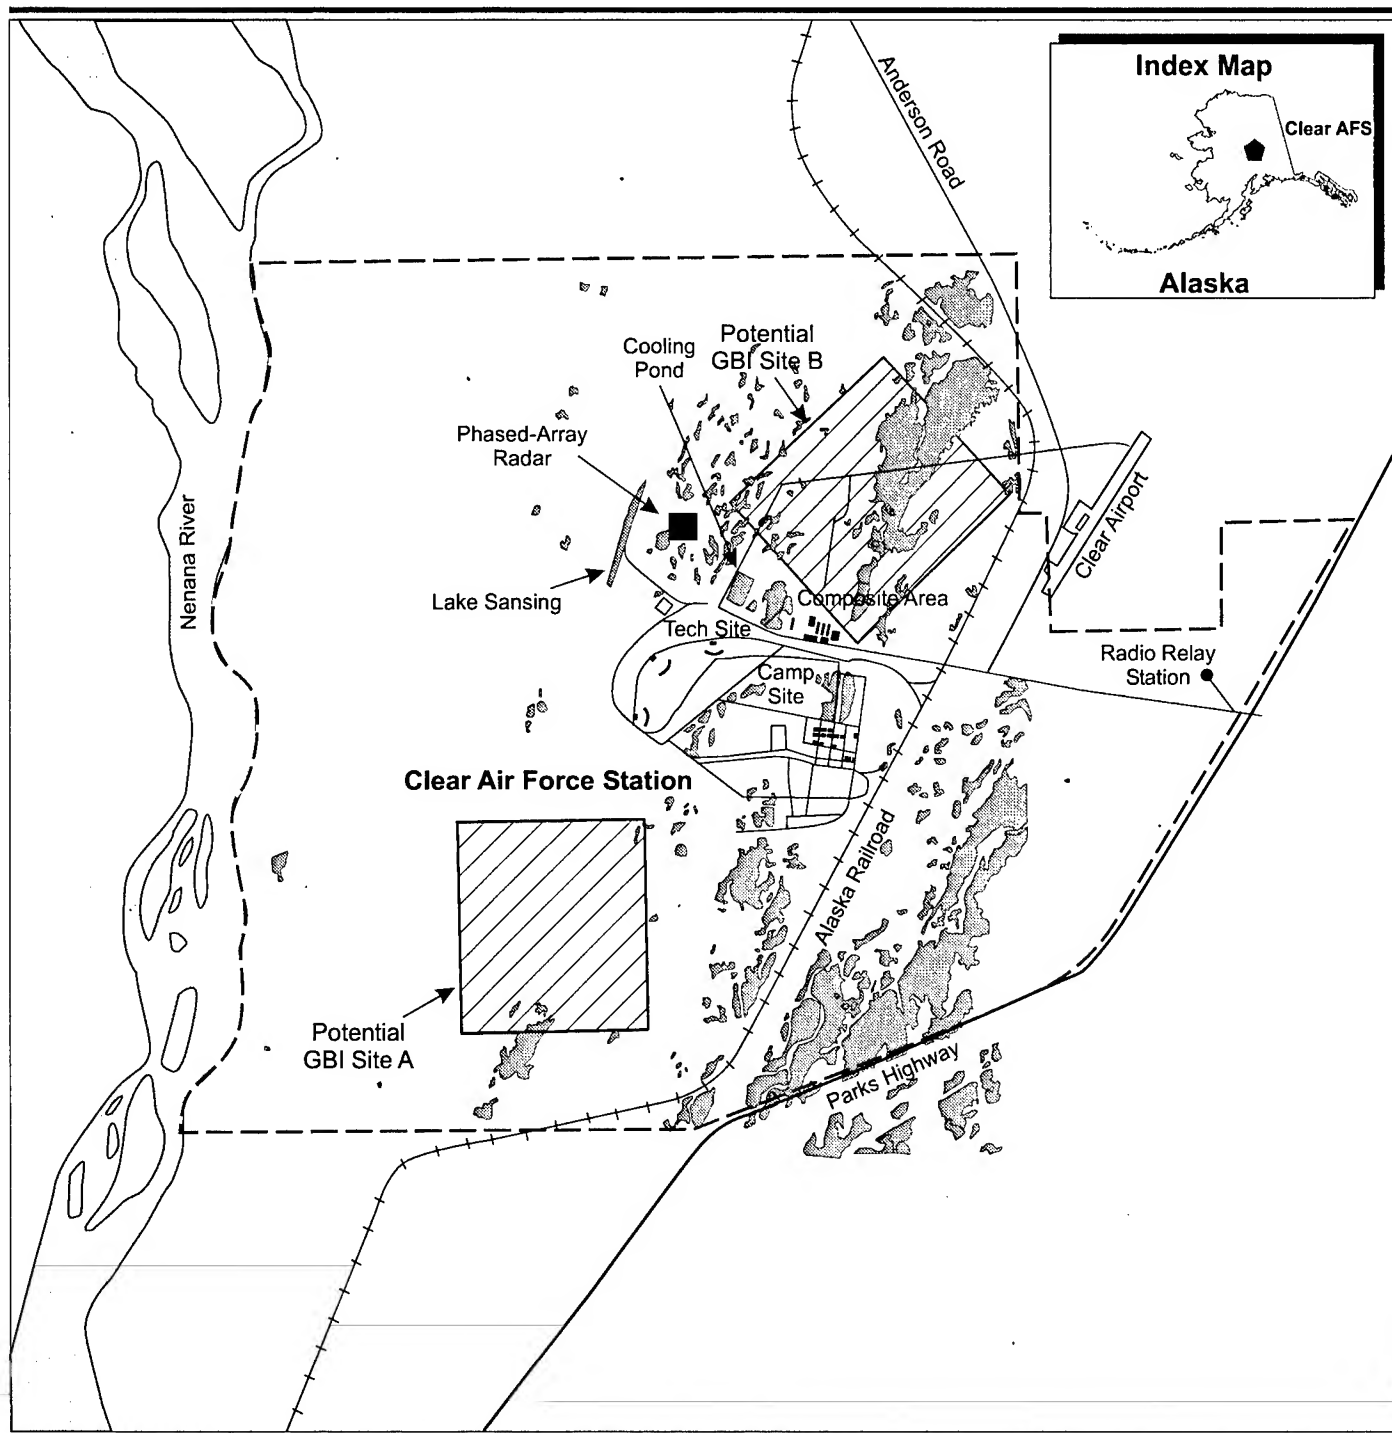 Index Map
Clear AFS
Alaska
Anderson Road
Potential
GBI Site B
Cooling
Pond
Phased-Array
Radar
Nenana River
Clear Airport
Lake Sansing
Composite Area
Tech Site
Radio Relay
Station
Camp
Site
Clear Air Force Station
Alaska Railroad
Potential
GBI Site A
Parks Highway